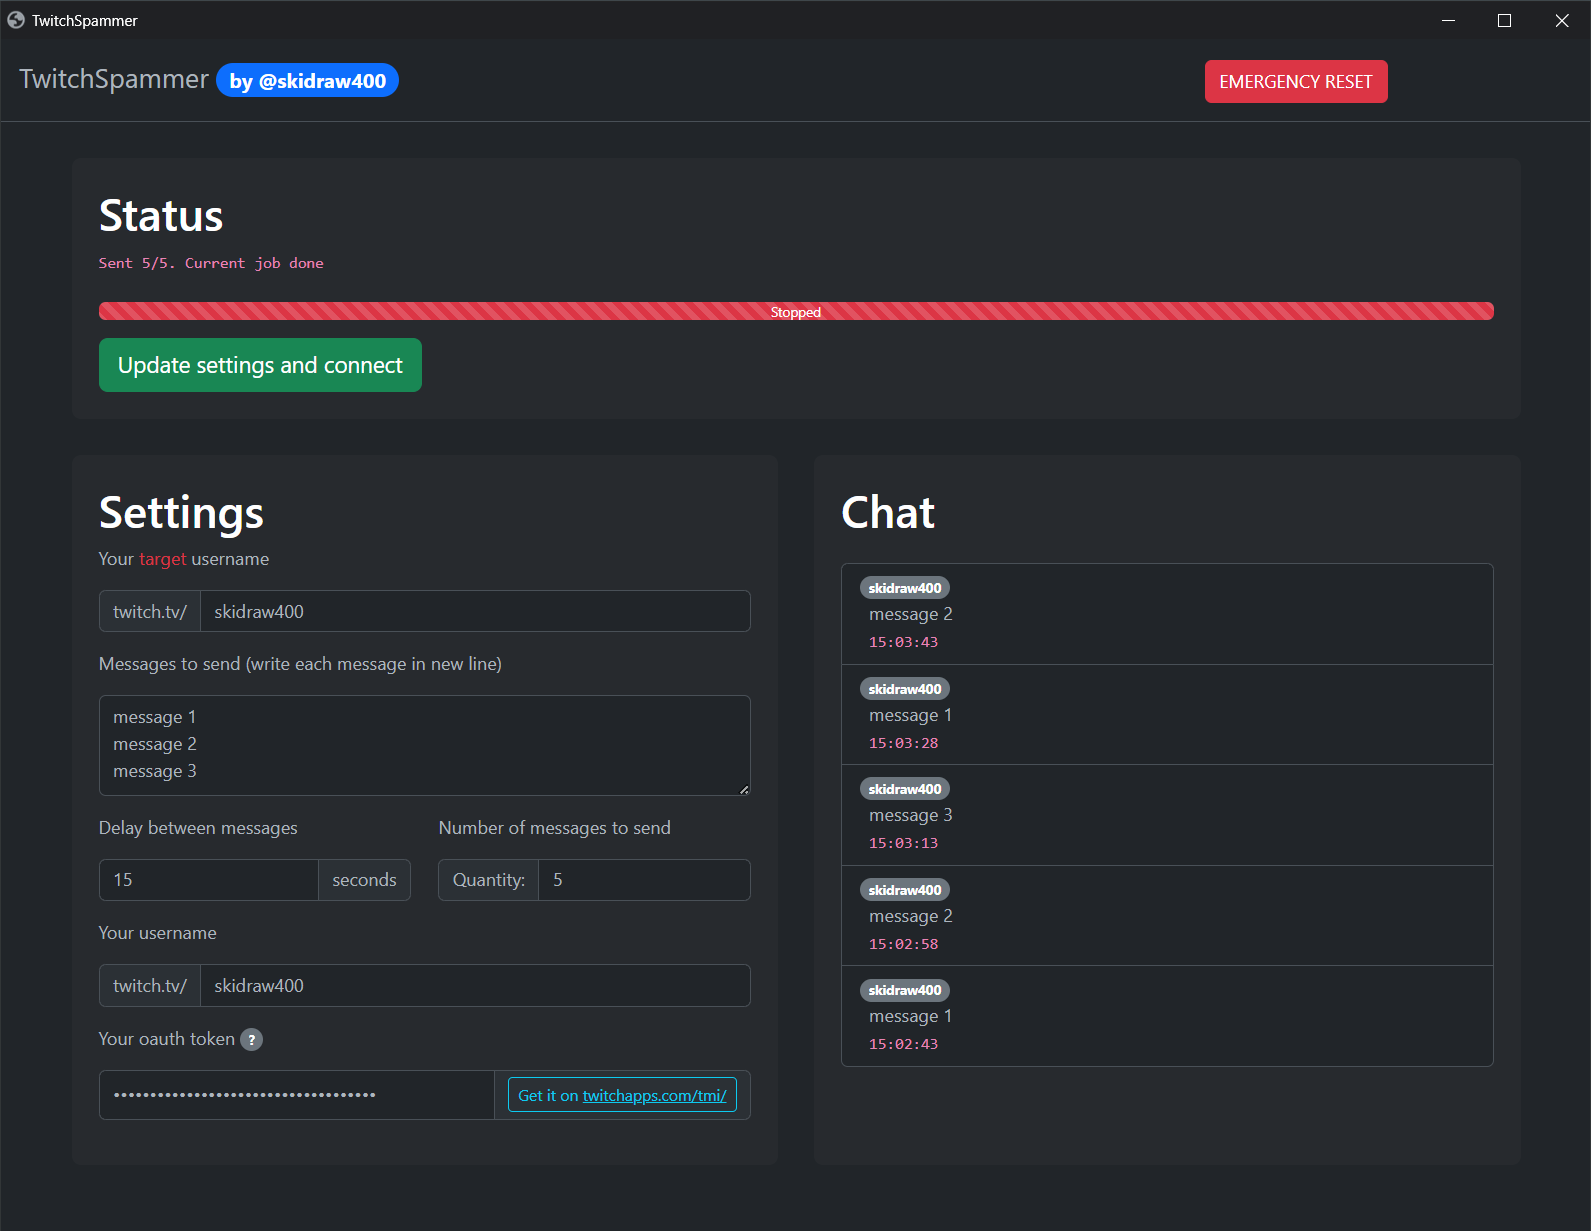 TwitchSpammer
TwitchSpammer by @skidraw400
EMERGENCY RESET
Status
Sent 5/5. Current job done
Stopped
Update settings and connect
Settings
Your target username
twitch.tv/ skidraw400
Messages to send (write each message in new line)
message 1
message 2
message 3
Delay between messages
15 seconds
Number of messages to send
Quantity: 5
Your username
twitch.tv/ skidraw400
Your oauth token ?
••••••••••••••••••••••••••••••••••••
Get it on twitchapps.com/tmi/
Chat
skidraw400
message 2
15:03:43
skidraw400
message 1
15:03:28
skidraw400
message 3
15:03:13
skidraw400
message 2
15:02:58
skidraw400
message 1
15:02:43